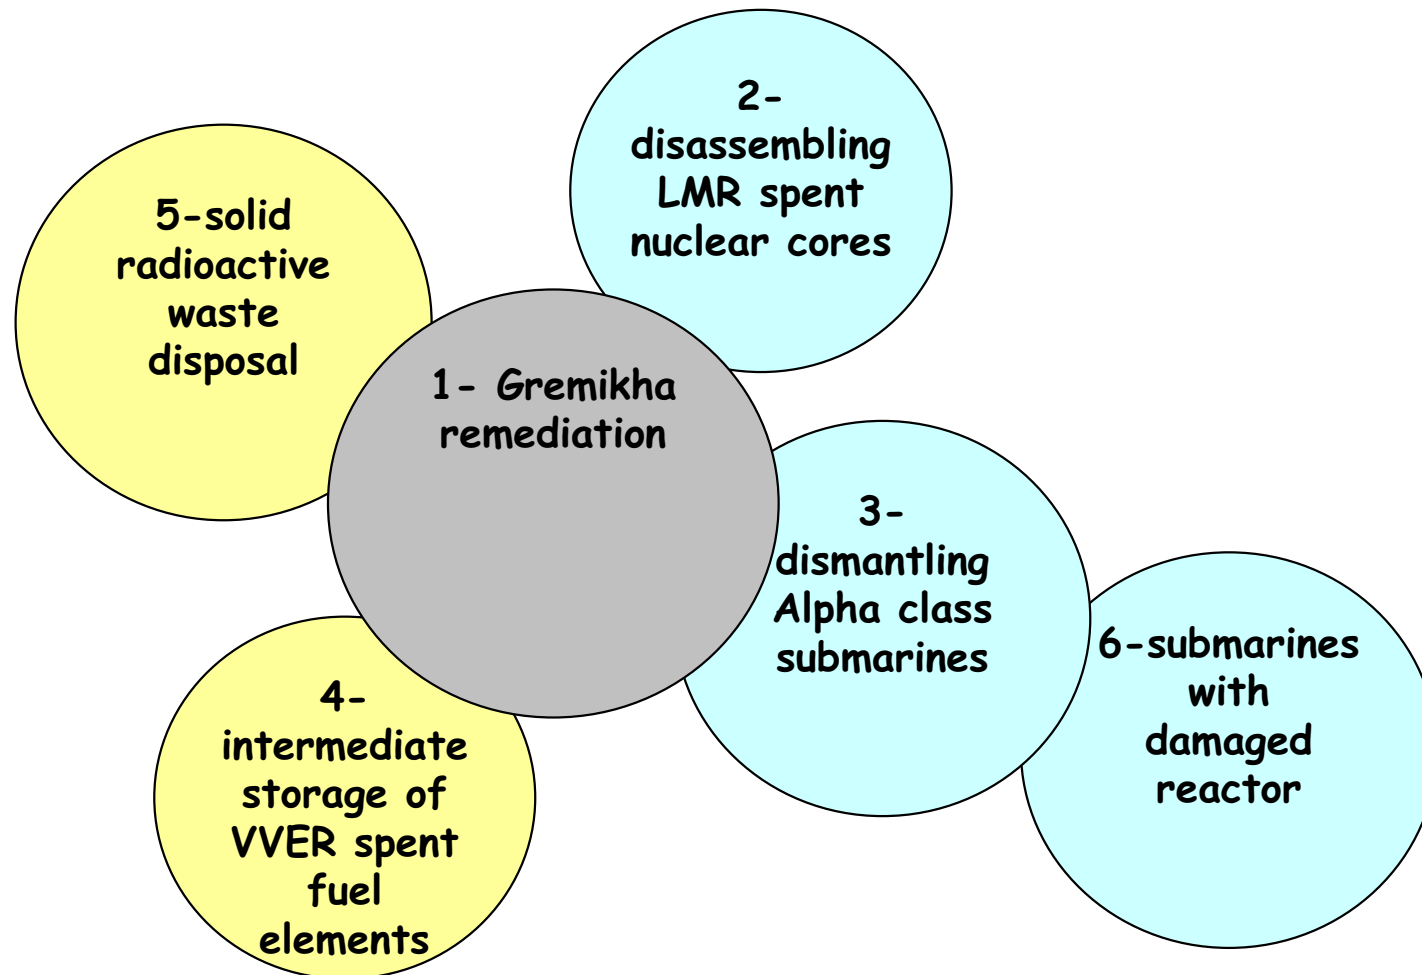 1- Gremikha
remediation
2-
disassembling
LMR spent
nuclear cores
3-
dismantling
Alpha class
submarines
4-
intermediate
storage of
VVER spent
fuel
elements
5-solid
radioactive
waste
disposal
6-submarines
with
damaged
reactor